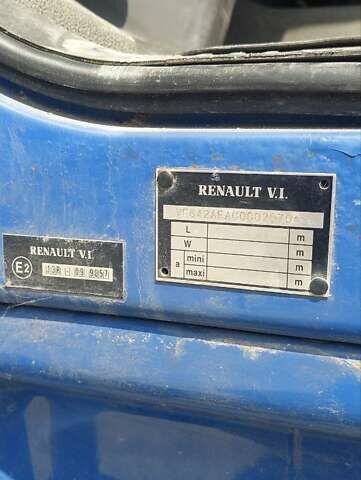 RENAULT V.I.
L m
W m
a mini m
maxi m
RENAULT V.I.
E2